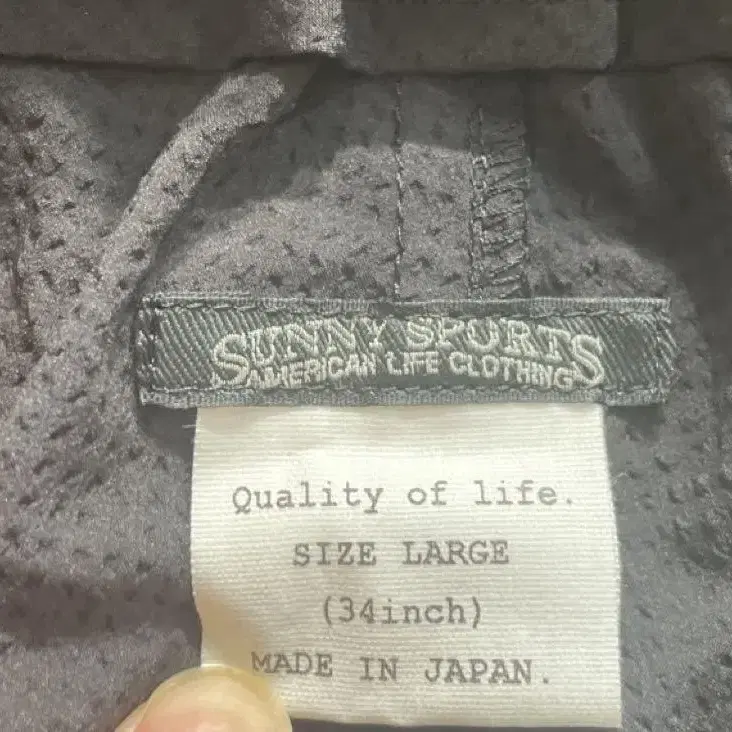 SUNNY SPORTS
AMERICAN LIFE CLOTHING
Quality of life.
SIZE LARGE
(34inch)
MADE IN JAPAN.